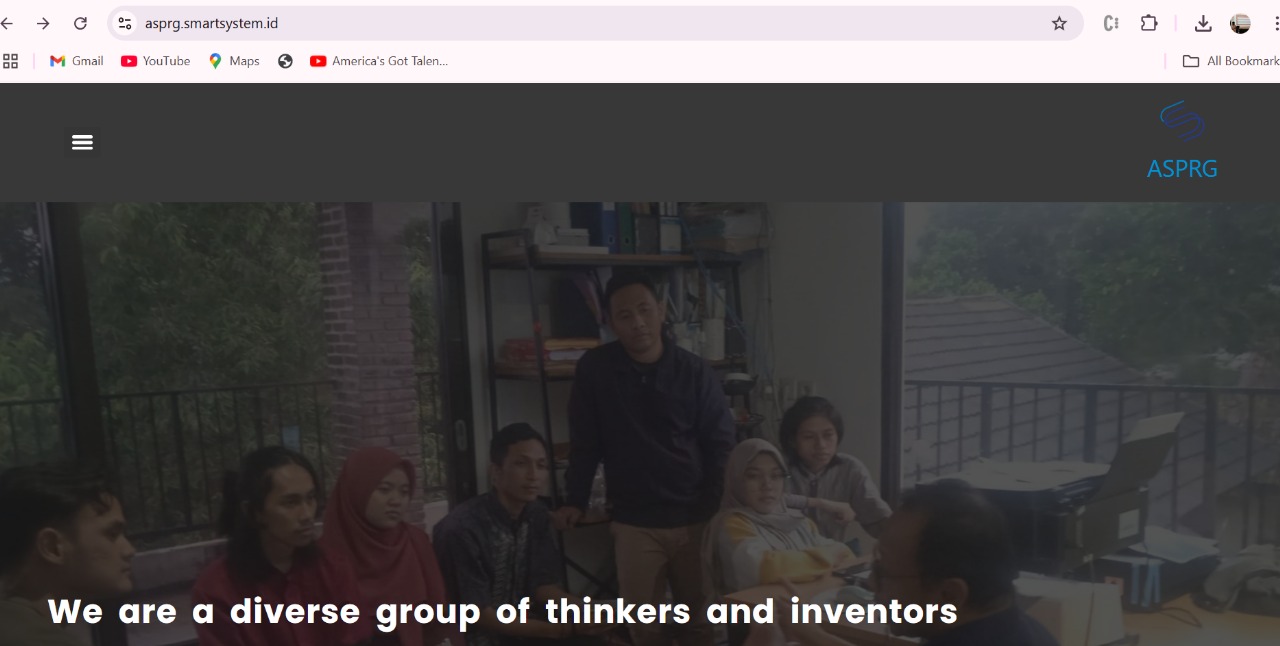 asprg.smartsystem.id
Gmail YouTube Maps America's Got Talen... All Bookmark
ASPRG
We are a diverse group of thinkers and inventors